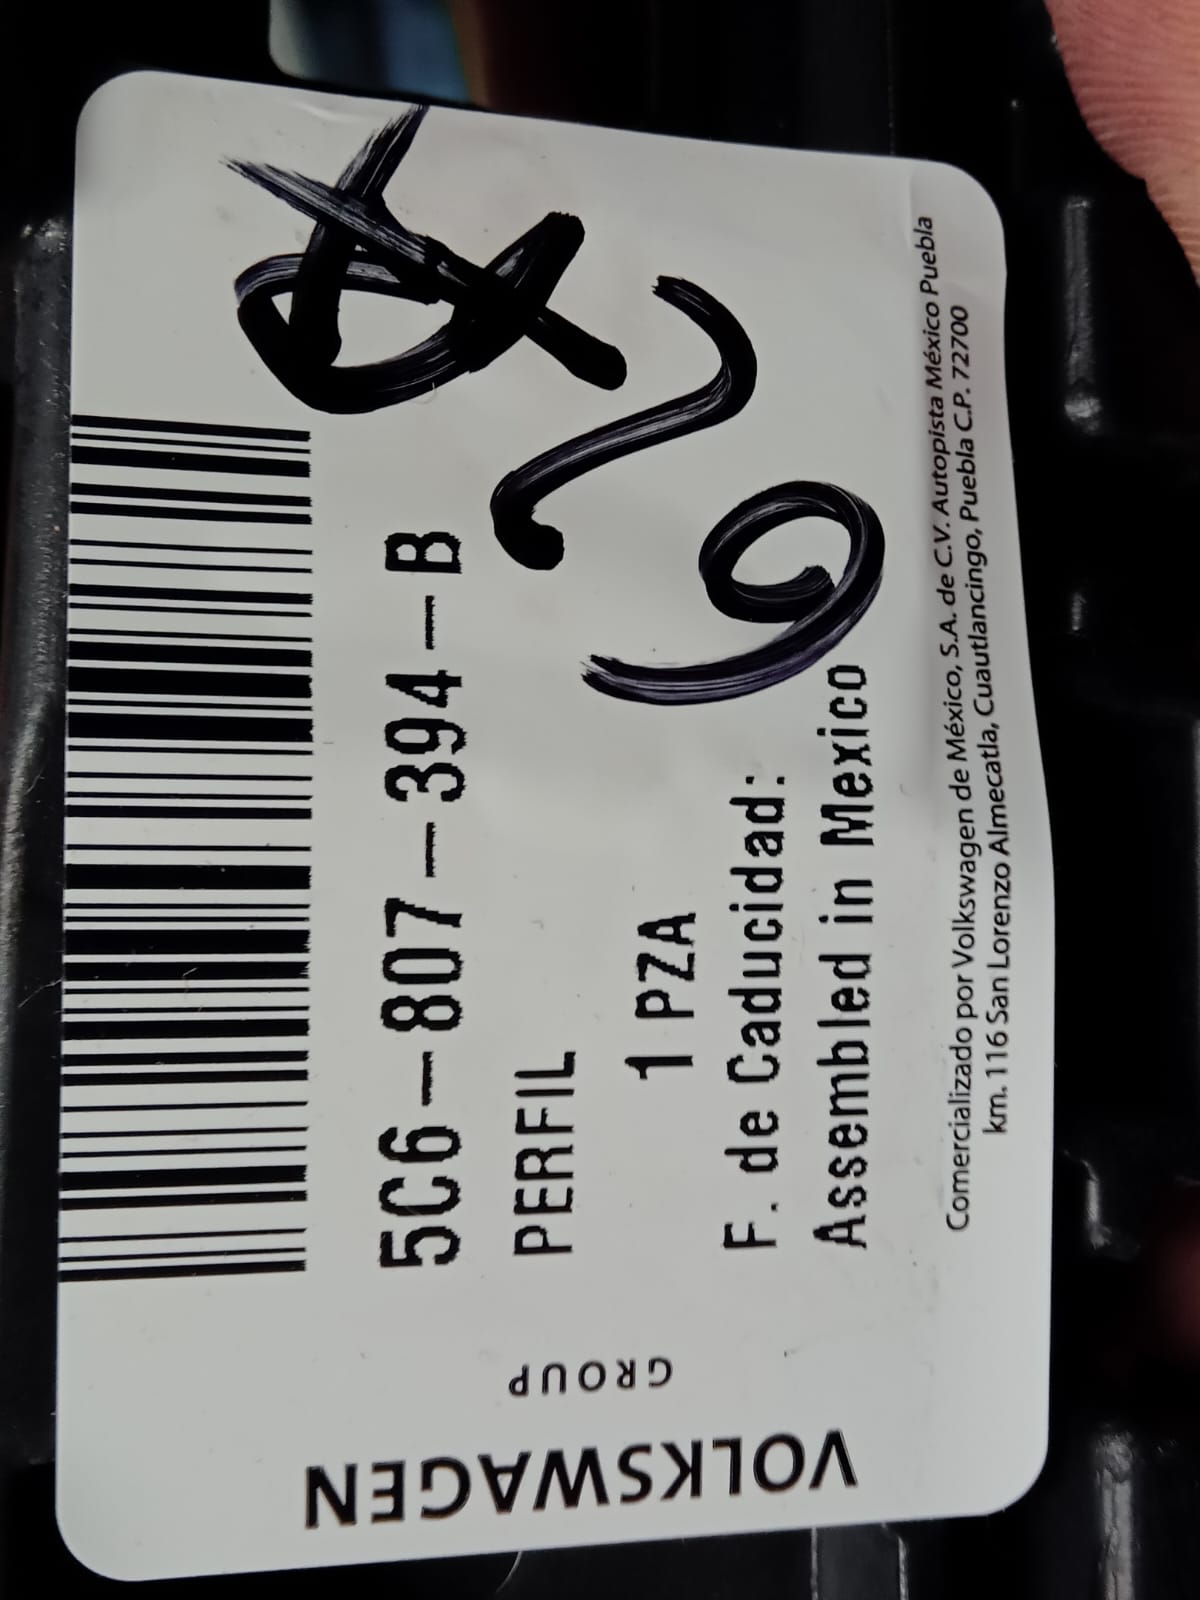 5C6-807-394-B
PERFIL
1 PZA
F. de Caducidad:
Assembled in Mexico
Comercializado por Volkswagen de México, S.A. de C.V. Autopista México Puebla
km. 116 San Lorenzo Almecatla, Cuautlancingo, Puebla C.P. 72700
VOLKSWAGEN
GROUP